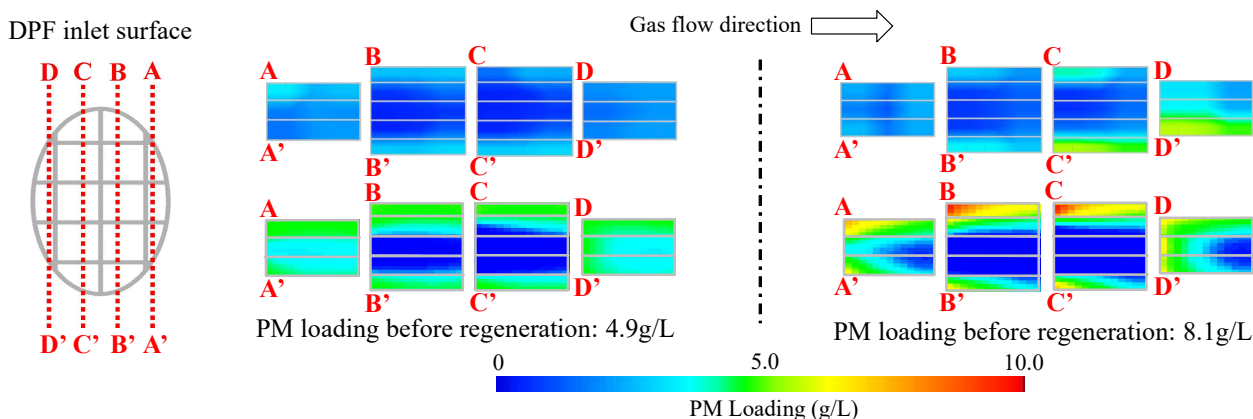 Gas flow direction
DPF inlet surface
D C B A
D’ C’ B’ A’
A B C D
A’ B’ C’ D’
A B C D
A’ B’ C’ D’
PM loading before regeneration: 4.9g/L
A B C D
A’ B’ C’ D’
A B C D
A’ B’ C’ D’
PM loading before regeneration: 8.1g/L
0 5.0 10.0
PM Loading (g/L)